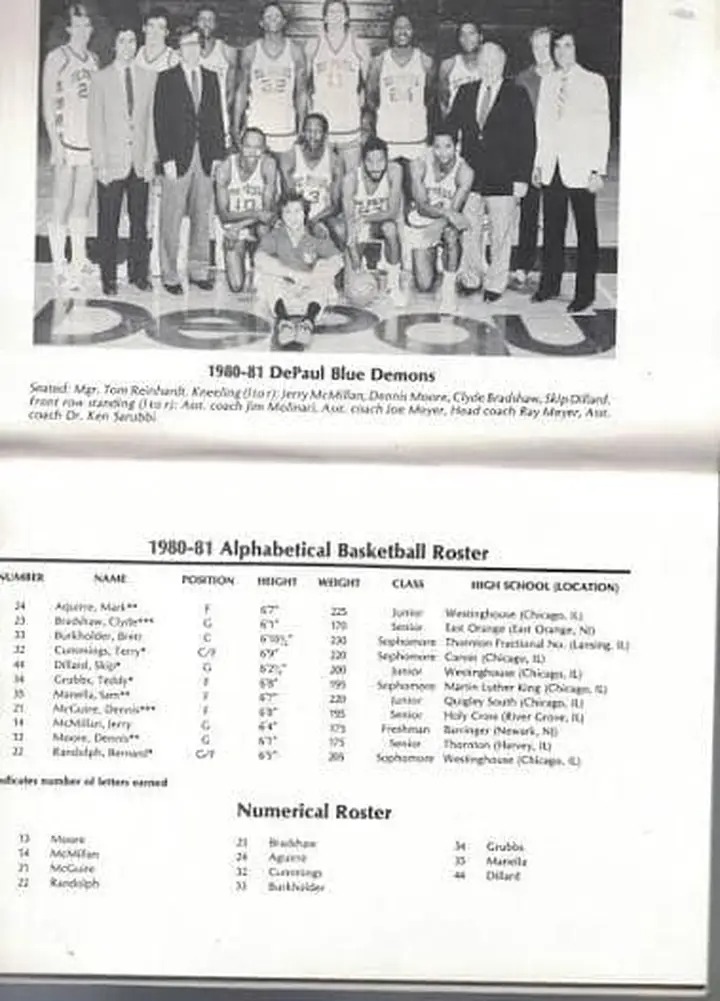 DePaul
1980-81 DePaul Blue Demons
Seated: Mgr. Tom Reinhardt. Kneeling (l to r): Jerry McMillan, Dennis Moore, Clyde Bradshaw, Skip Dillard,
front row standing (l to r): Asst. coach Jim Molinari, Asst. coach Joe Meyer, Head coach Ray Meyer, Asst.
coach Dr. Ken Sarubbi
1980-81 Alphabetical Basketball Roster
NUMBER NAME POSITION HEIGHT WEIGHT CLASS HIGH SCHOOL (LOCATION)
24 Aguirre, Mark** F 6'7" 225 Junior Westinghouse (Chicago, IL)
23 Bradshaw, Clyde*** G 170 Senior East Orange (East Orange, NJ)
33 Burkholder, Brett C 6'10½" 230 Sophomore Thornton Fractional No. (Lansing, IL)
32 Cummings, Terry* C/F 6'9" 220 Sophomore Carver (Chicago, IL)
44 Dillard, Skip* G 200 Junior Westinghouse (Chicago, IL)
34 Grubbs, Teddy* F 6'8" 195 Sophomore Martin Luther King (Chicago, IL)
35 Manella, Sam** F 6'7" 220 Junior Quigley South (Chicago, IL)
21 McGuire, Dennis*** F 6'8" 195 Senior Holy Cross (River Grove, IL)
14 McMillan, Jerry G 6'4" 175 Freshman Barringer (Newark, NJ)
Moore, Dennis** G 175 Senior Thornton (Harvey, IL)
22 Randolph, Bernard* G/F 6'5" 205 Sophomore Westinghouse (Chicago, IL)
indicates number of letters earned
Numerical Roster
13 Moore 23 Bradshaw 34 Grubbs
14 McMillan 24 Aguirre 35 Manella
21 McGuire 32 Cummings 44 Dillard
22 Randolph 33 Burkholder